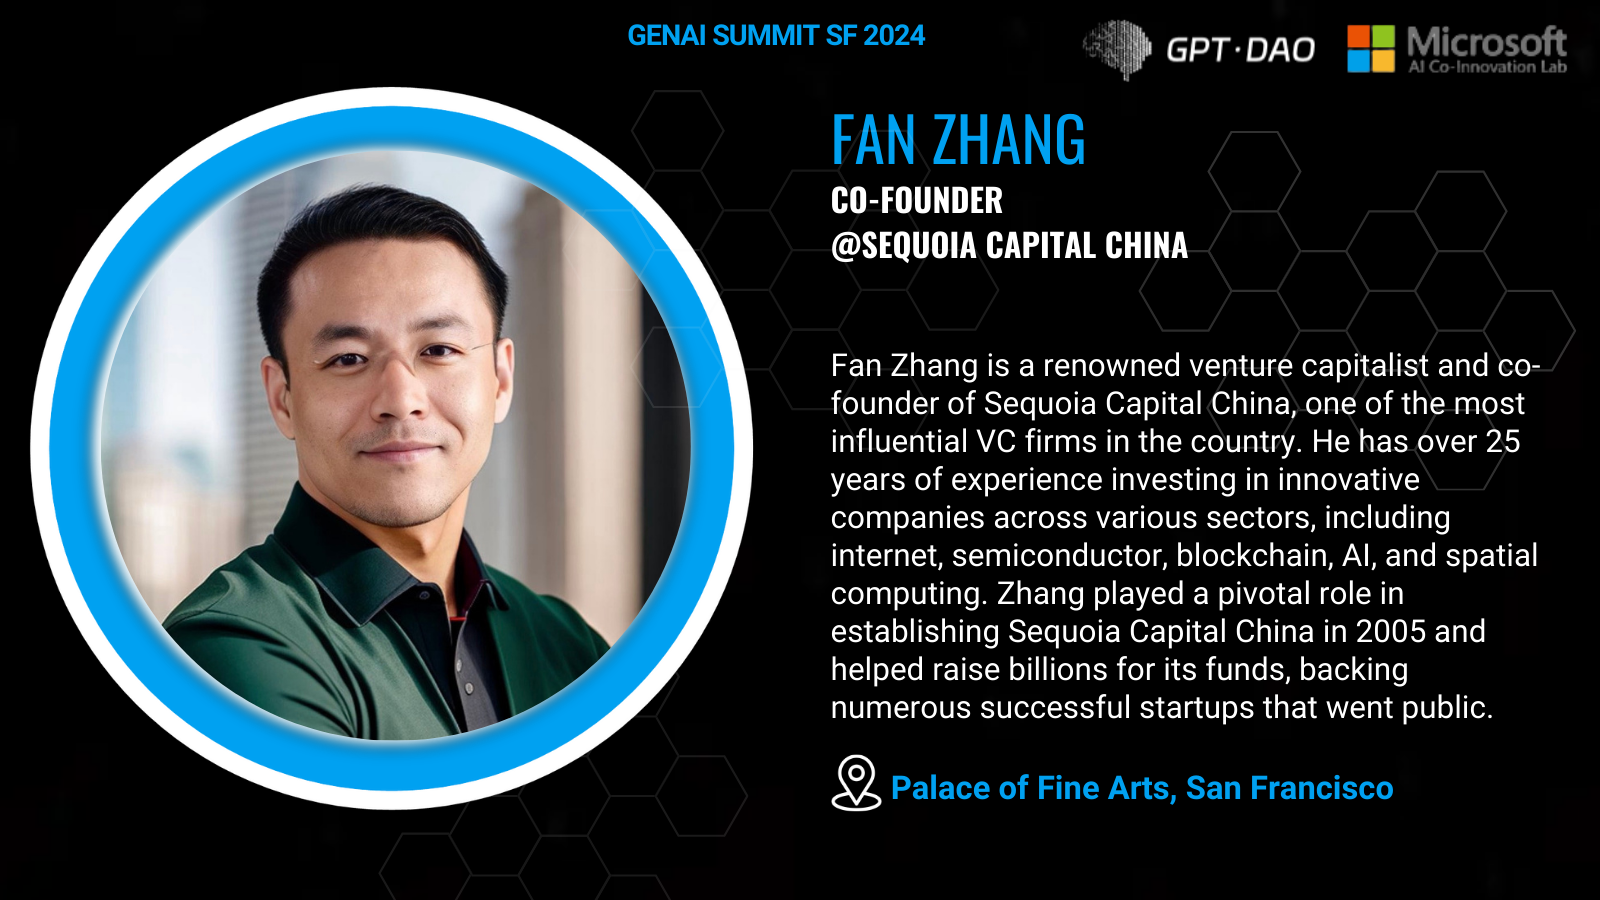 GENAI SUMMIT SF 2024
GPT·DAO
Microsoft
AI Co-Innovation Lab
FAN ZHANG
CO-FOUNDER
@SEQUOIA CAPITAL CHINA
Fan Zhang is a renowned venture capitalist and co-
founder of Sequoia Capital China, one of the most
influential VC firms in the country. He has over 25
years of experience investing in innovative
companies across various sectors, including
internet, semiconductor, blockchain, AI, and spatial
computing. Zhang played a pivotal role in
establishing Sequoia Capital China in 2005 and
helped raise billions for its funds, backing
numerous successful startups that went public.
Palace of Fine Arts, San Francisco